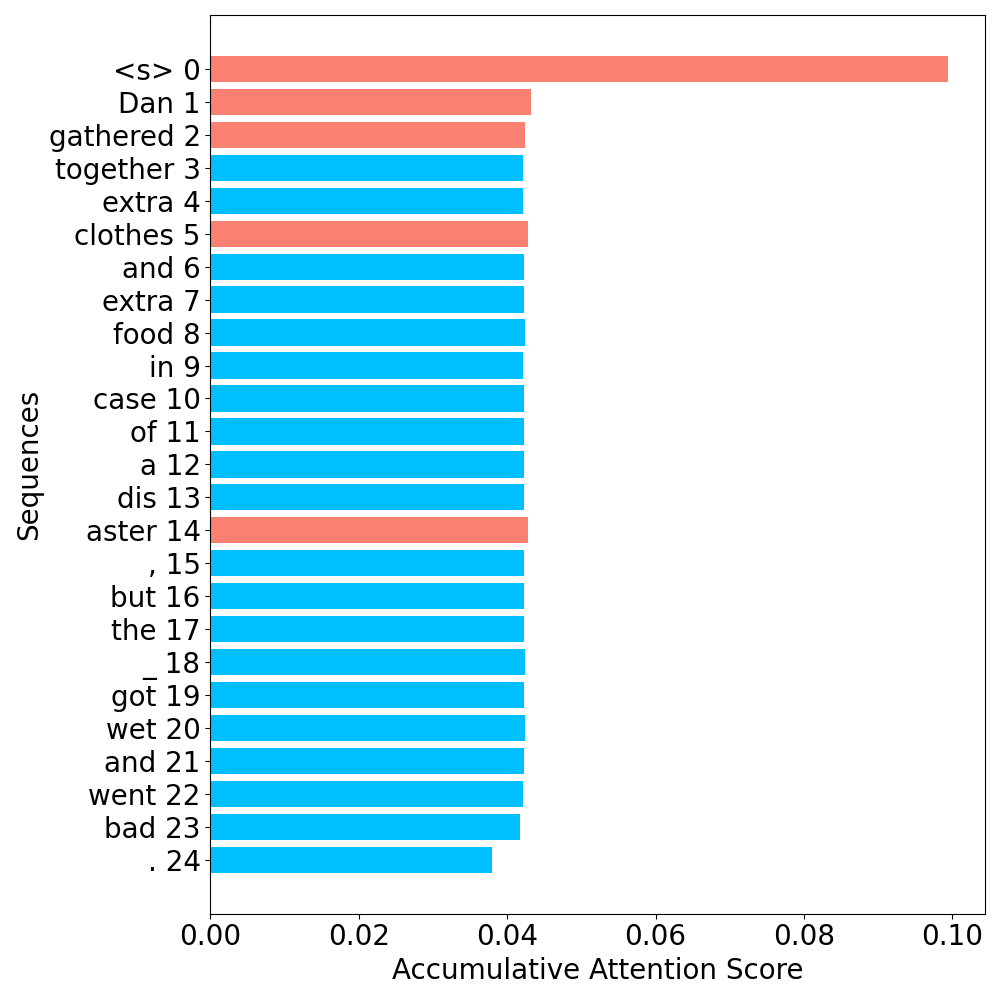 <s> 0
Dan 1
gathered 2
together 3
extra 4
clothes 5
and 6
extra 7
food 8
in 9
case 10
of 11
a 12
dis 13
aster 14
, 15
but 16
the 17
_ 18
got 19
wet 20
and 21
went 22
bad 23
. 24
Sequences
0.00 0.02 0.04 0.06 0.08 0.10
Accumulative Attention Score